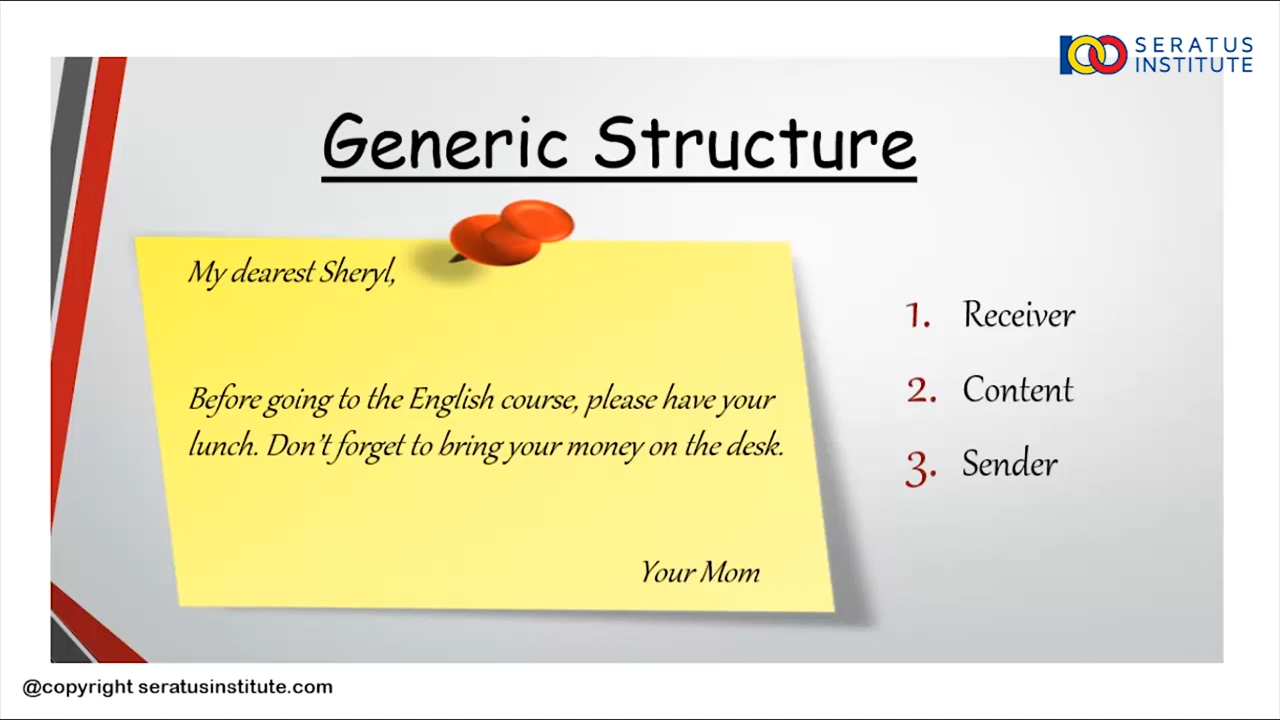 SERATUS
INSTITUTE
Generic Structure
My dearest Sheryl,
Before going to the English course, please have your
lunch. Don't forget to bring your money on the desk.
Your Mom
1. Receiver
2. Content
3. Sender
@copyright seratusinstitute.com